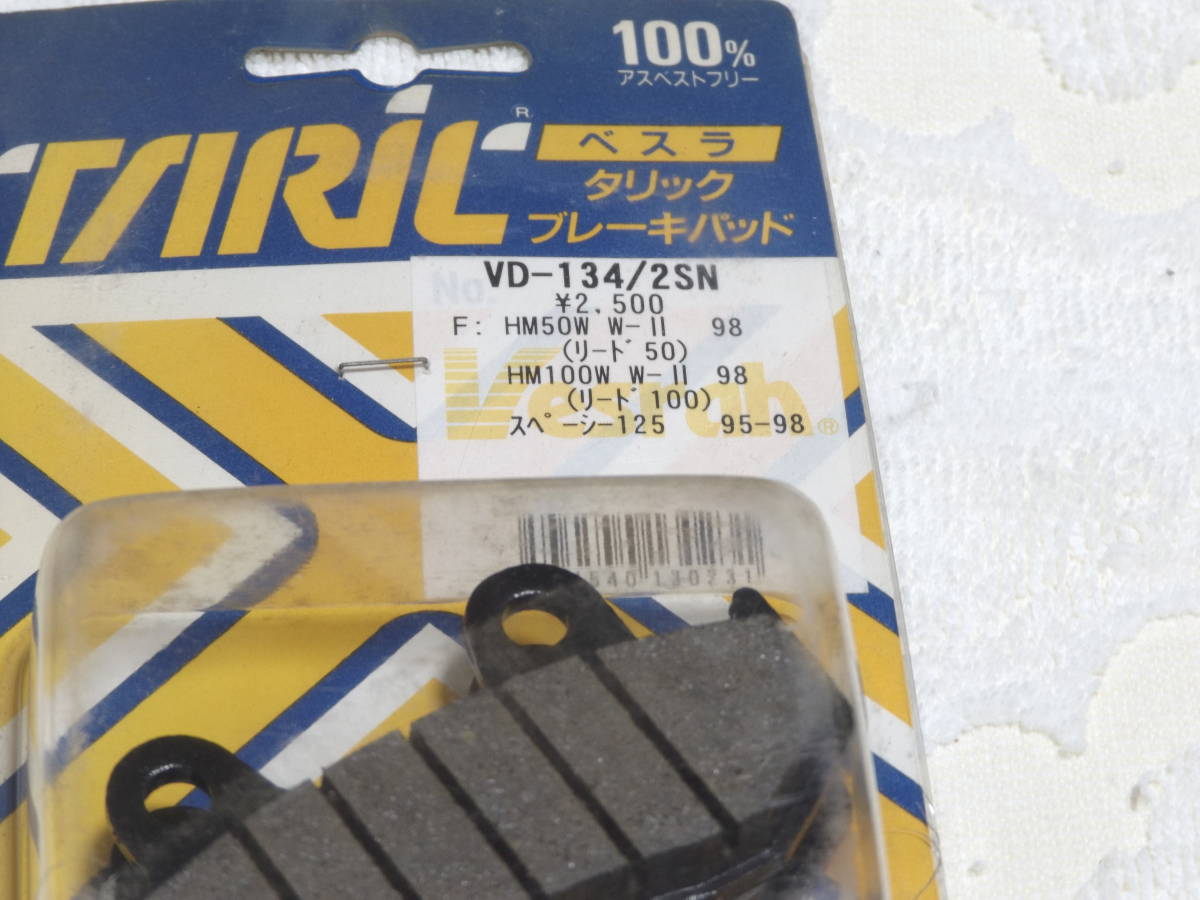 100%
アスベストフリー
TARIC®
ベスラ
タリック
ブレーキパッド
No.
VD-134/2SN
¥2,500
F: HM50W W-II 98
(リード50)
HM100W W-II 98
(リード100)
スペーシー125 95-98
Vesrah®
540 130231